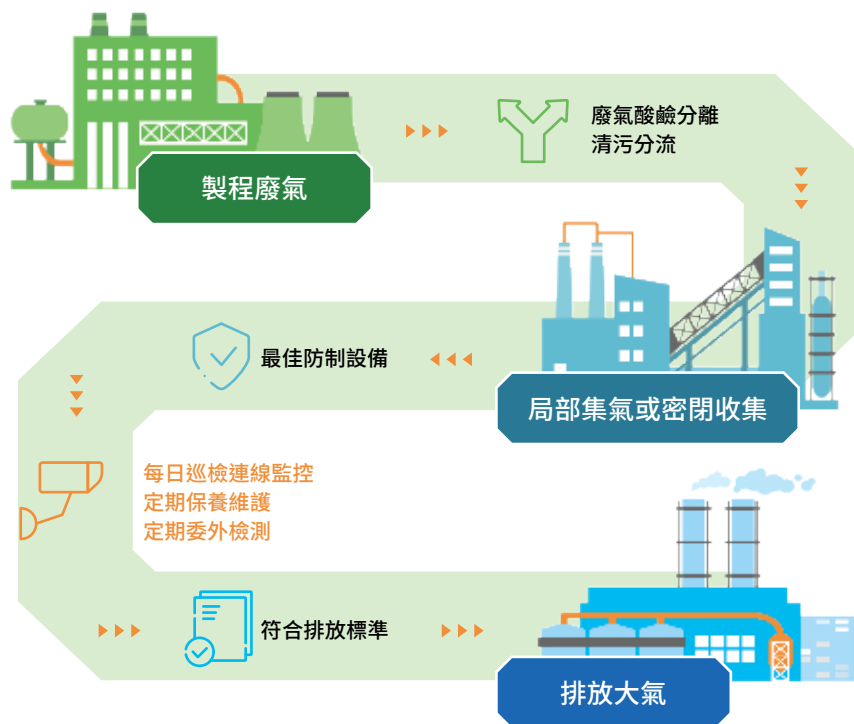 製程廢氣
廢氣酸鹼分離
清污分流
局部集氣或密閉收集
最佳防制設備
每日巡檢連線監控
定期保養維護
定期委外檢測
符合排放標準
排放大氣